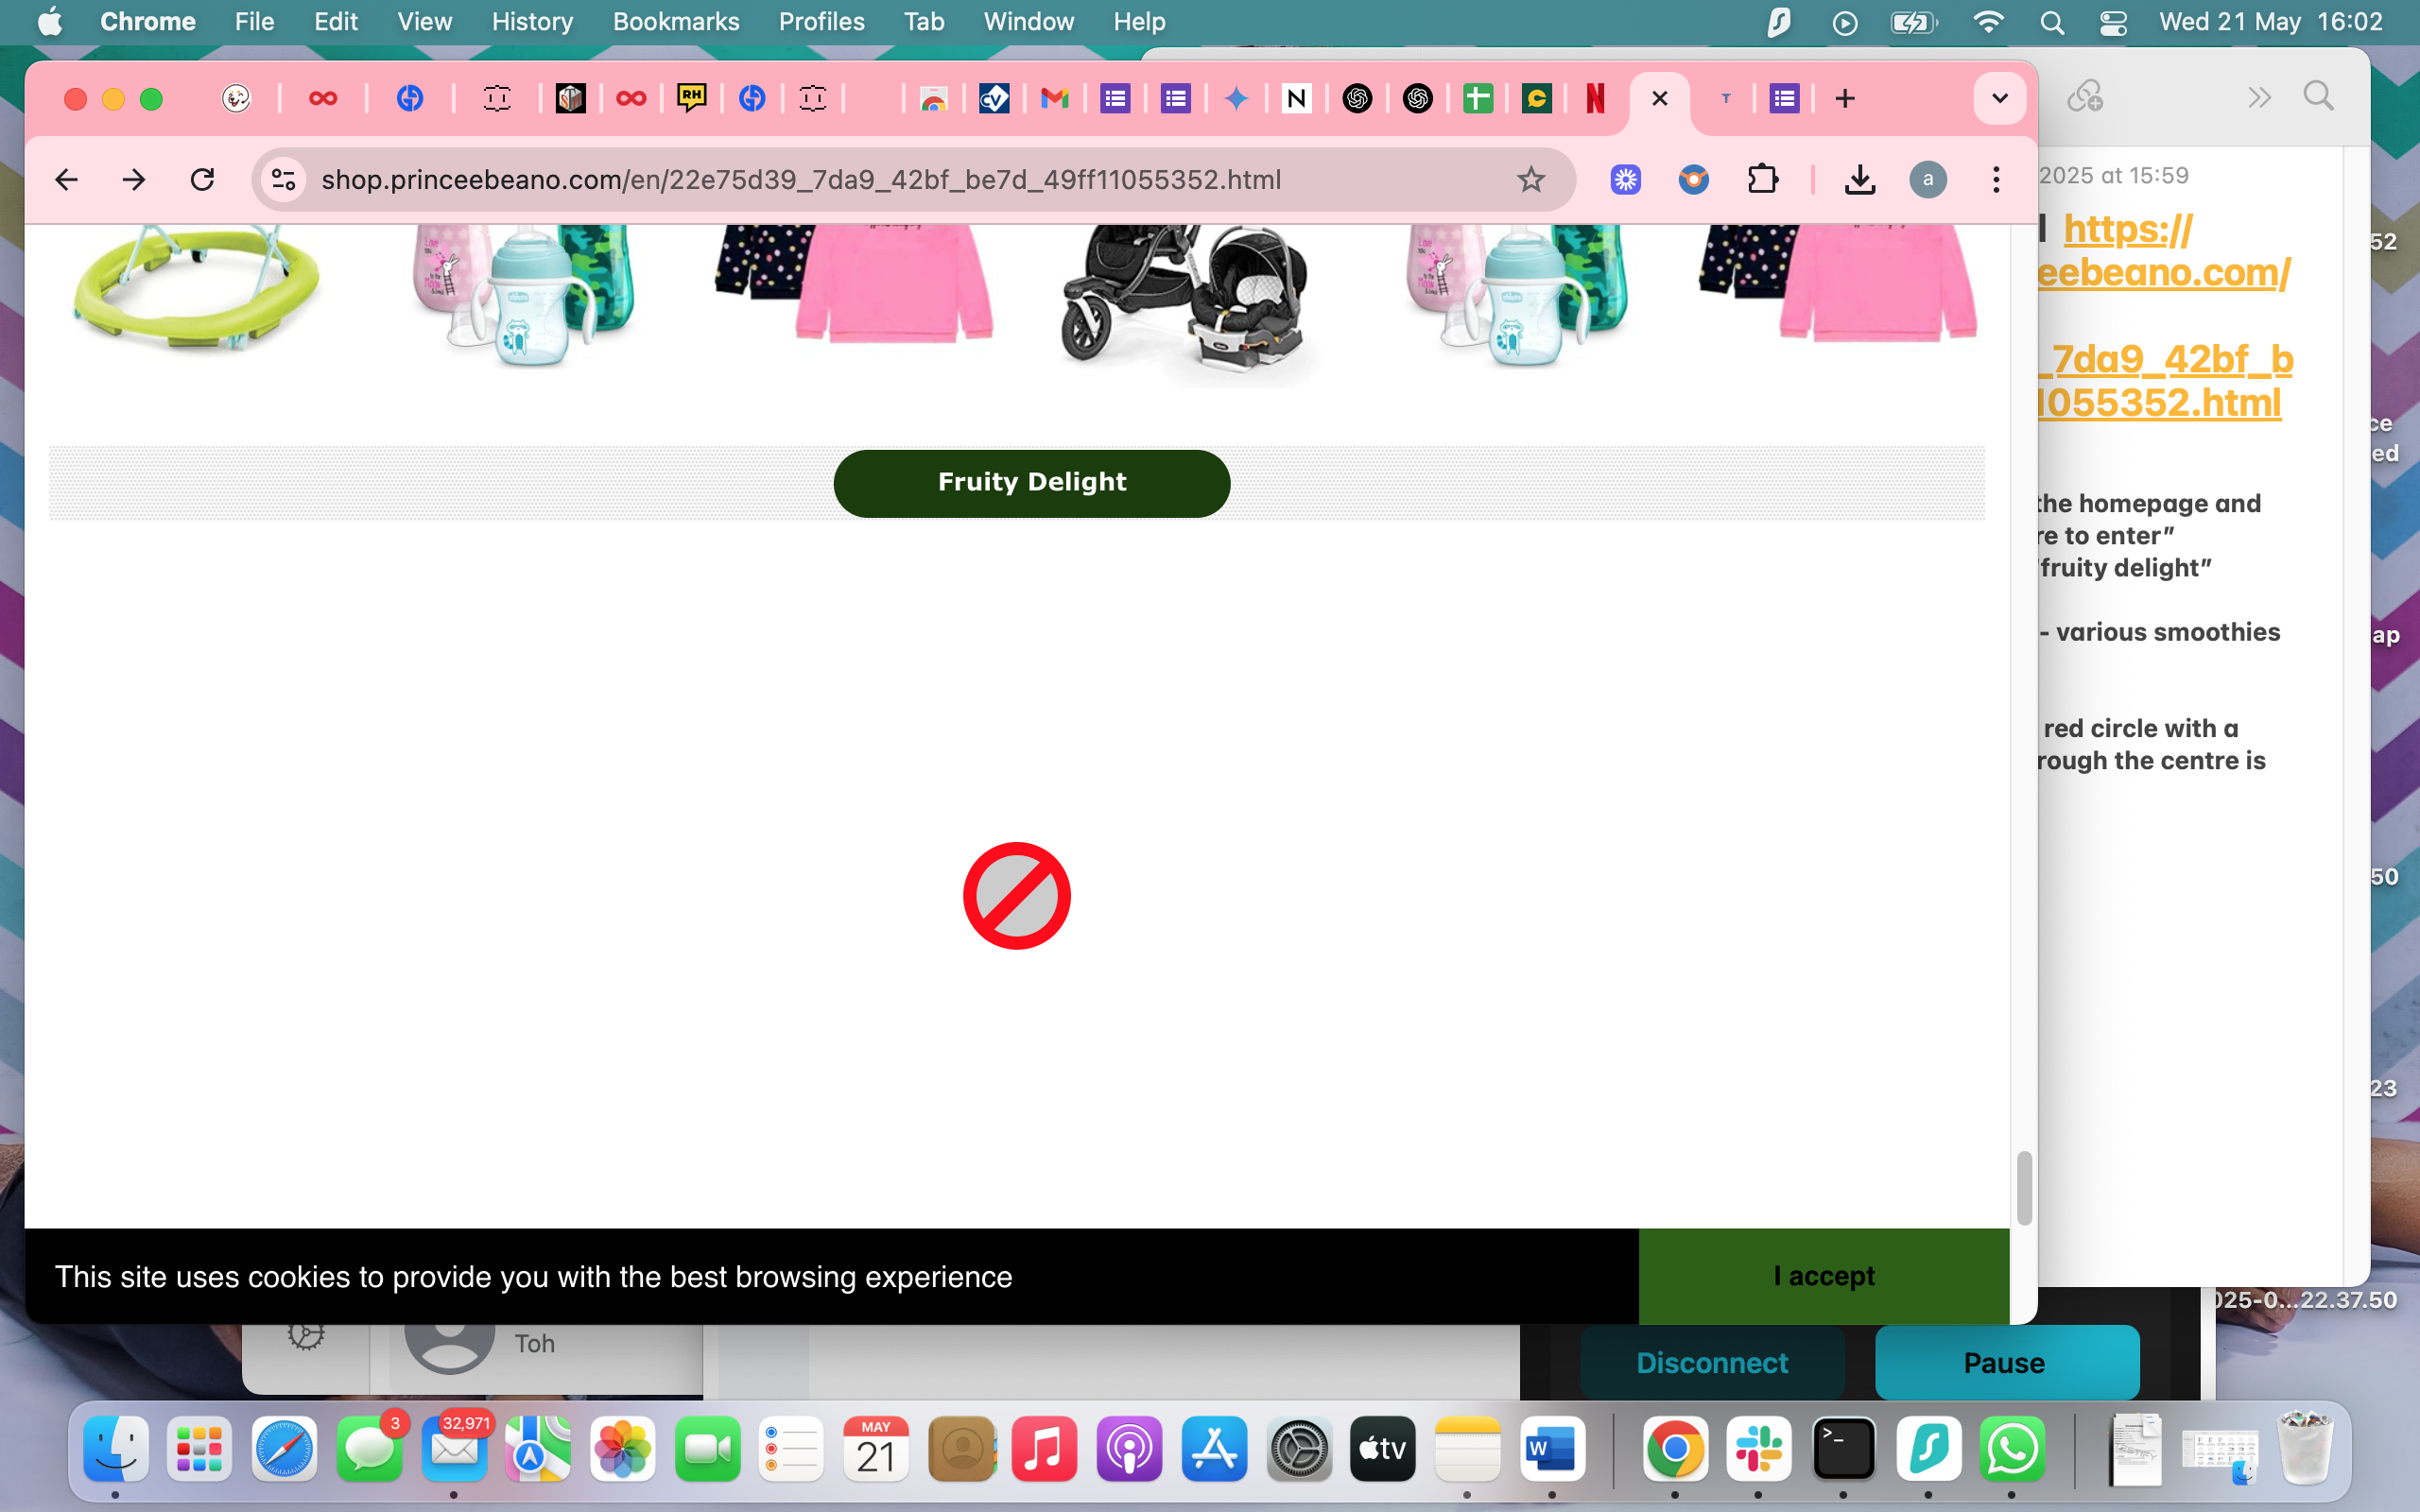 Chrome File Edit View History Bookmarks Profiles Tab Window Help Wed 21 May 16:02
RH
CV
N
T
shop.princeebeano.com/en/22e75d39_7da9_42bf_be7d_49ff11055352.html
a
2025 at 15:59
https://
eebeano.com/
_7da9_42bf_b
1055352.html
the homepage and
re to enter”
“fruity delight”
- various smoothies
red circle with a
rough the centre is
52
ce
ed
ap
50
23
025-0...22.37.50
Fruity Delight
This site uses cookies to provide you with the best browsing experience
I accept
Toh
Disconnect
Pause
3
32,971
MAY
21
tv
W
>_